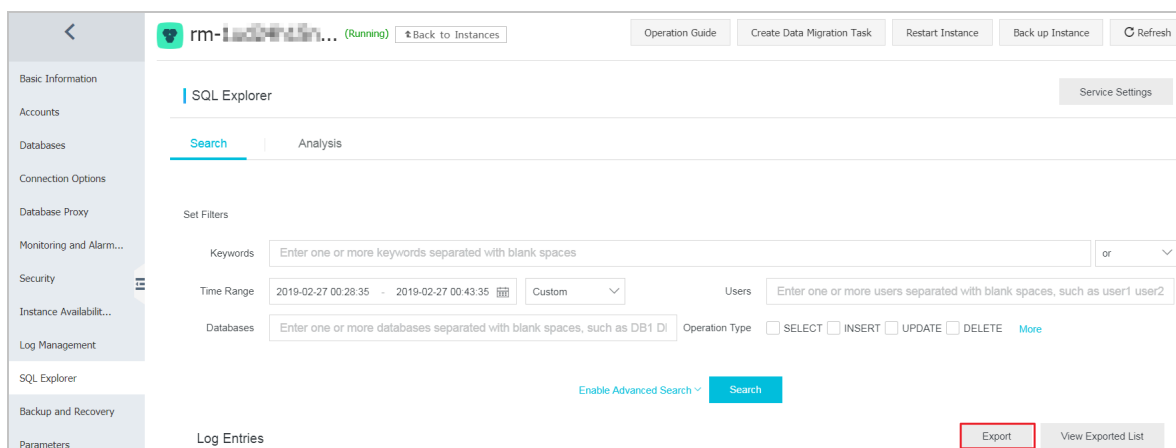 rm- ... (Running) Back to Instances Operation Guide Create Data Migration Task Restart Instance Back up Instance Refresh
Basic Information
SQL Explorer Service Settings
Accounts
Databases
Search Analysis
Connection Options
Database Proxy
Set Filters
Monitoring and Alarm...
Keywords Enter one or more keywords separated with blank spaces or
Security
Time Range 2019-02-27 00:28:35 - 2019-02-27 00:43:35 Custom Users Enter one or more users separated with blank spaces, such as user1 user2
Instance Availabilit...
Databases Enter one or more databases separated with blank spaces, such as DB1 D Operation Type SELECT INSERT UPDATE DELETE More
Log Management
SQL Explorer
Enable Advanced Search Search
Backup and Recovery
Log Entries Export View Exported List
Parameters